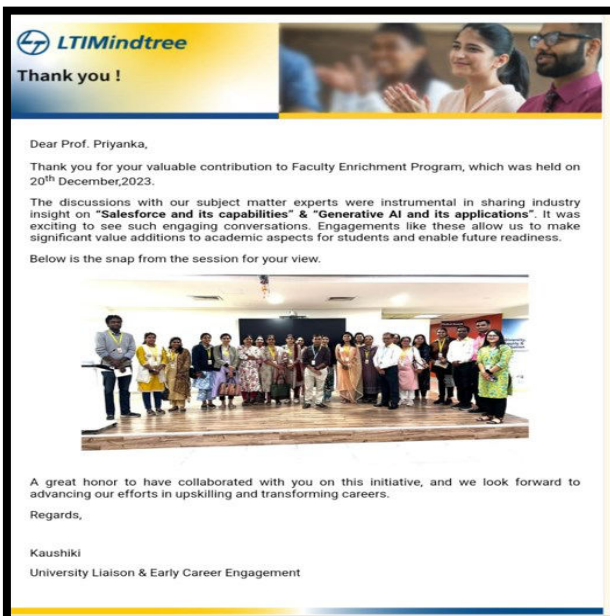 LTIMindtree
Thank you !
Dear Prof. Priyanka,
Thank you for your valuable contribution to Faculty Enrichment Program, which was held on
20th December,2023.
The discussions with our subject matter experts were instrumental in sharing industry
insight on “Salesforce and its capabilities” & “Generative AI and its applications”. It was
exciting to see such engaging conversations. Engagements like these allow us to make
significant value additions to academic aspects for students and enable future readiness.
Below is the snap from the session for your view.
A great honor to have collaborated with you on this initiative, and we look forward to
advancing our efforts in upskilling and transforming careers.
Regards,
Kaushiki
University Liaison & Early Career Engagement